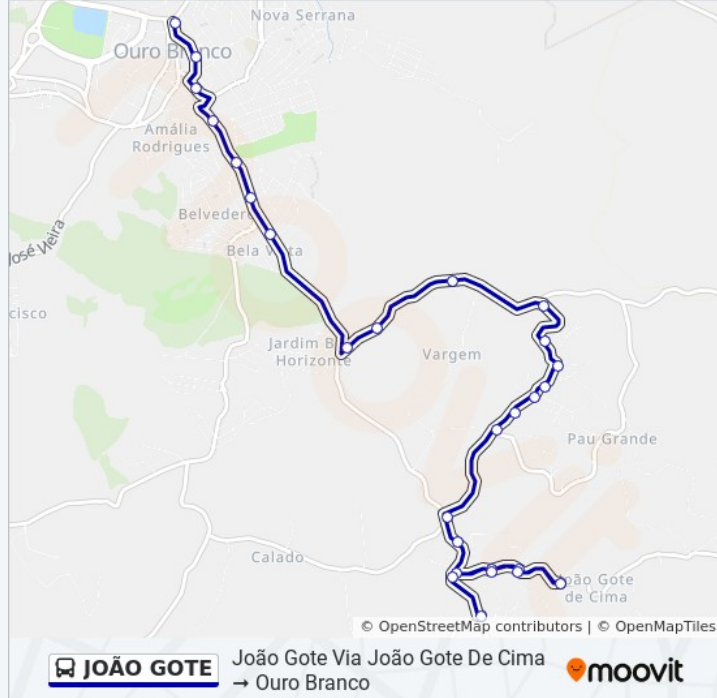 Nova Serrana
Ouro Branco
Amália
Rodrigues
Belvedere
José Vieira
Bela Vista
cisco
Jardim B
Horizonte
Vargem
Pau Grande
Calado
João Gote
de Cima
© OpenStreetMap contributors | © OpenMapTiles
JOÃO GOTE
João Gote Via João Gote De Cima
→ Ouro Branco
moovit